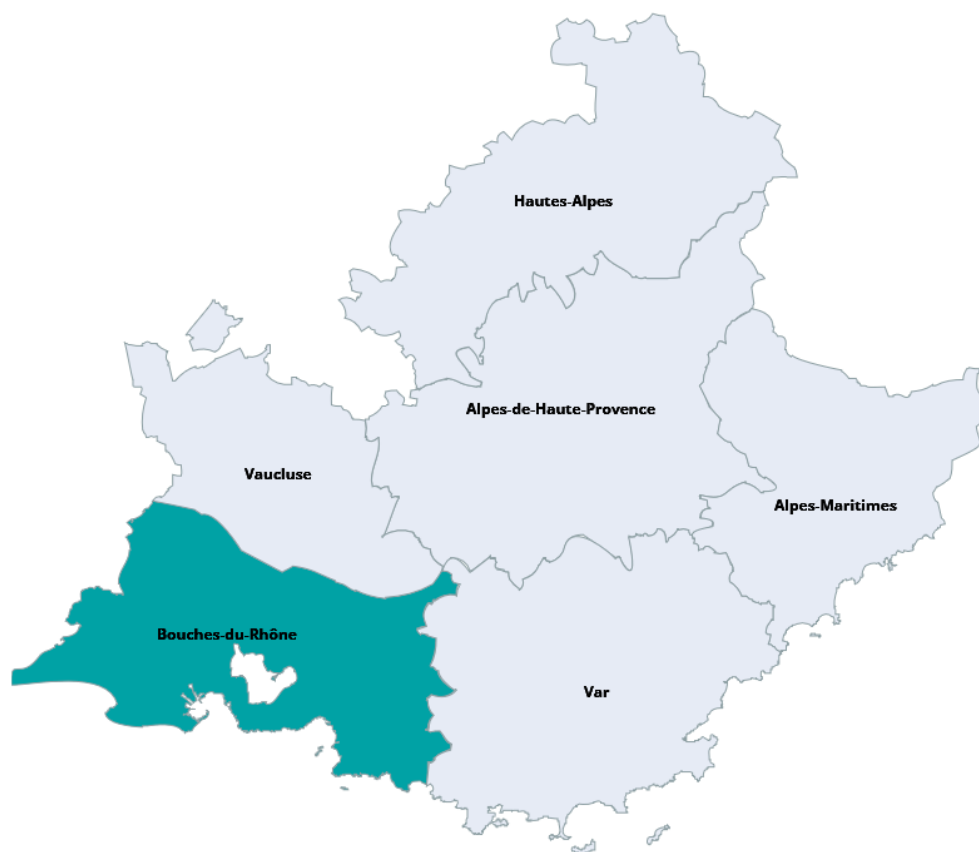 Hautes-Alpes
Alpes-de-Haute-Provence
Vaucluse
Alpes-Maritimes
Bouches-du-Rhône
Var